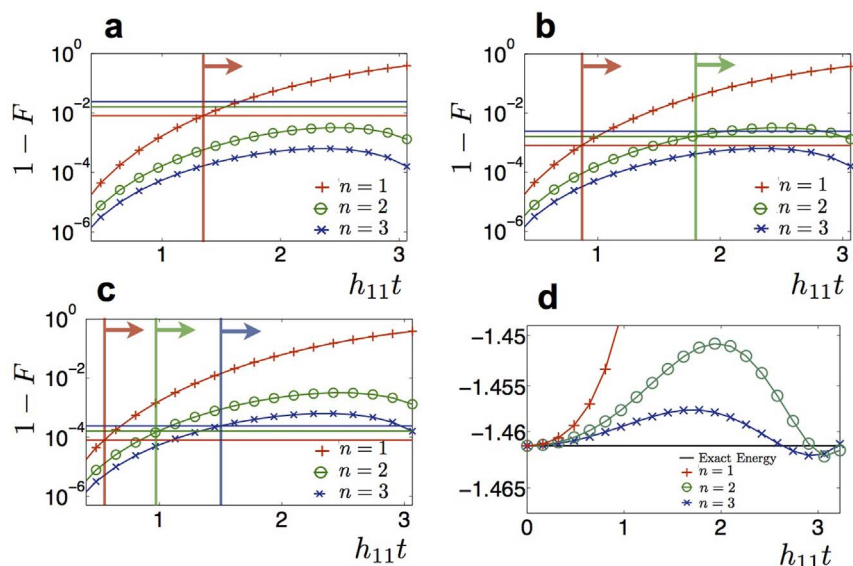 a
10^0
10^-2
10^-4
10^-6
1 − F
n = 1
n = 2
n = 3
1
2
3
h_11 t
b
10^0
10^-2
10^-4
10^-6
1 − F
n = 1
n = 2
n = 3
1
2
3
h_11 t
c
10^0
10^-2
10^-4
10^-6
1 − F
n = 1
n = 2
n = 3
1
2
3
h_11 t
d
−1.45
−1.455
−1.46
−1.465
Exact Energy
n = 1
n = 2
n = 3
0
1
2
3
h_11 t